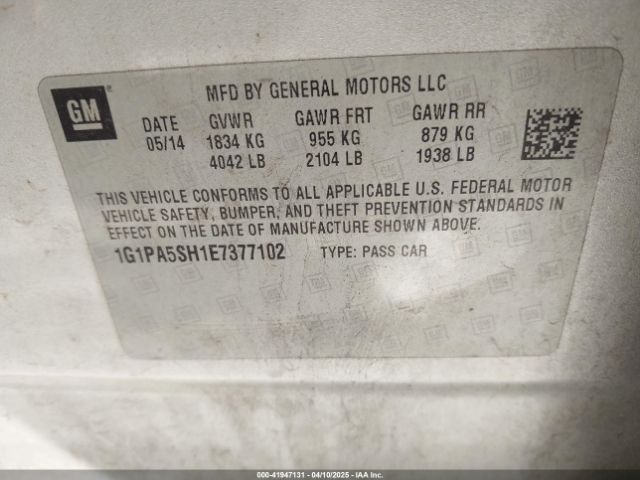 GM
MFD BY GENERAL MOTORS LLC
DATE GVWR GAWR FRT GAWR RR
05/14 1834 KG 955 KG 879 KG
4042 LB 2104 LB 1938 LB
THIS VEHICLE CONFORMS TO ALL APPLICABLE U.S. FEDERAL MOTOR
VEHICLE SAFETY, BUMPER, AND THEFT PREVENTION STANDARDS IN
EFFECT ON THE DATE OF MANUFACTURE SHOWN ABOVE.
1G1PA5SH1E7377102 TYPE: PASS CAR
000-41947131 - 04/10/2025 - IAA Inc.